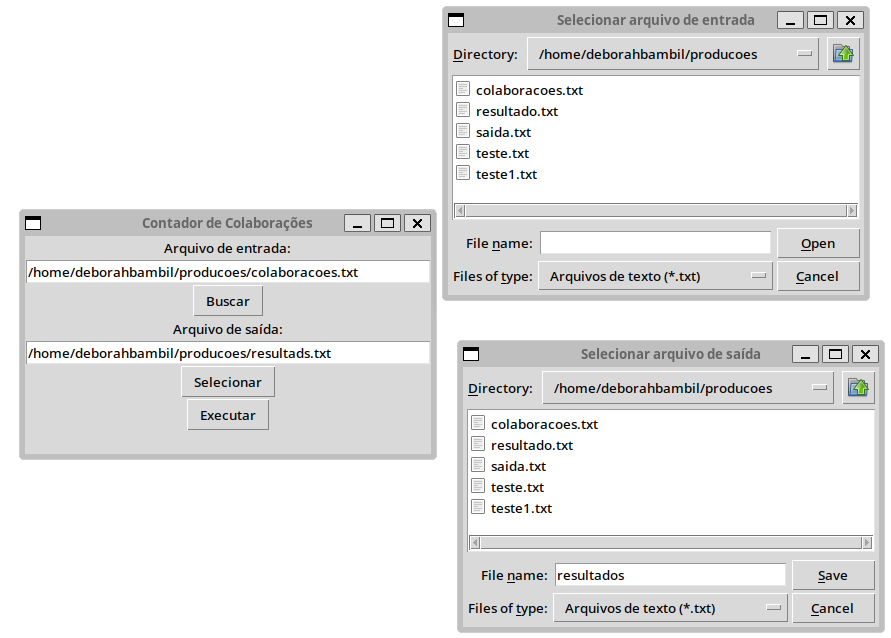 Contador de Colaborações
Arquivo de entrada:
/home/deborahbambil/producoes/colaboracoes.txt
Buscar
Arquivo de saída:
/home/deborahbambil/producoes/resultads.txt
Selecionar
Executar
Selecionar arquivo de entrada
Directory: /home/deborahbambil/producoes
colaboracoes.txt
resultado.txt
saida.txt
teste.txt
teste1.txt
File name: Open
Files of type: Arquivos de texto (*.txt) Cancel
Selecionar arquivo de saída
Directory: /home/deborahbambil/producoes
colaboracoes.txt
resultado.txt
saida.txt
teste.txt
teste1.txt
File name: resultados Save
Files of type: Arquivos de texto (*.txt) Cancel